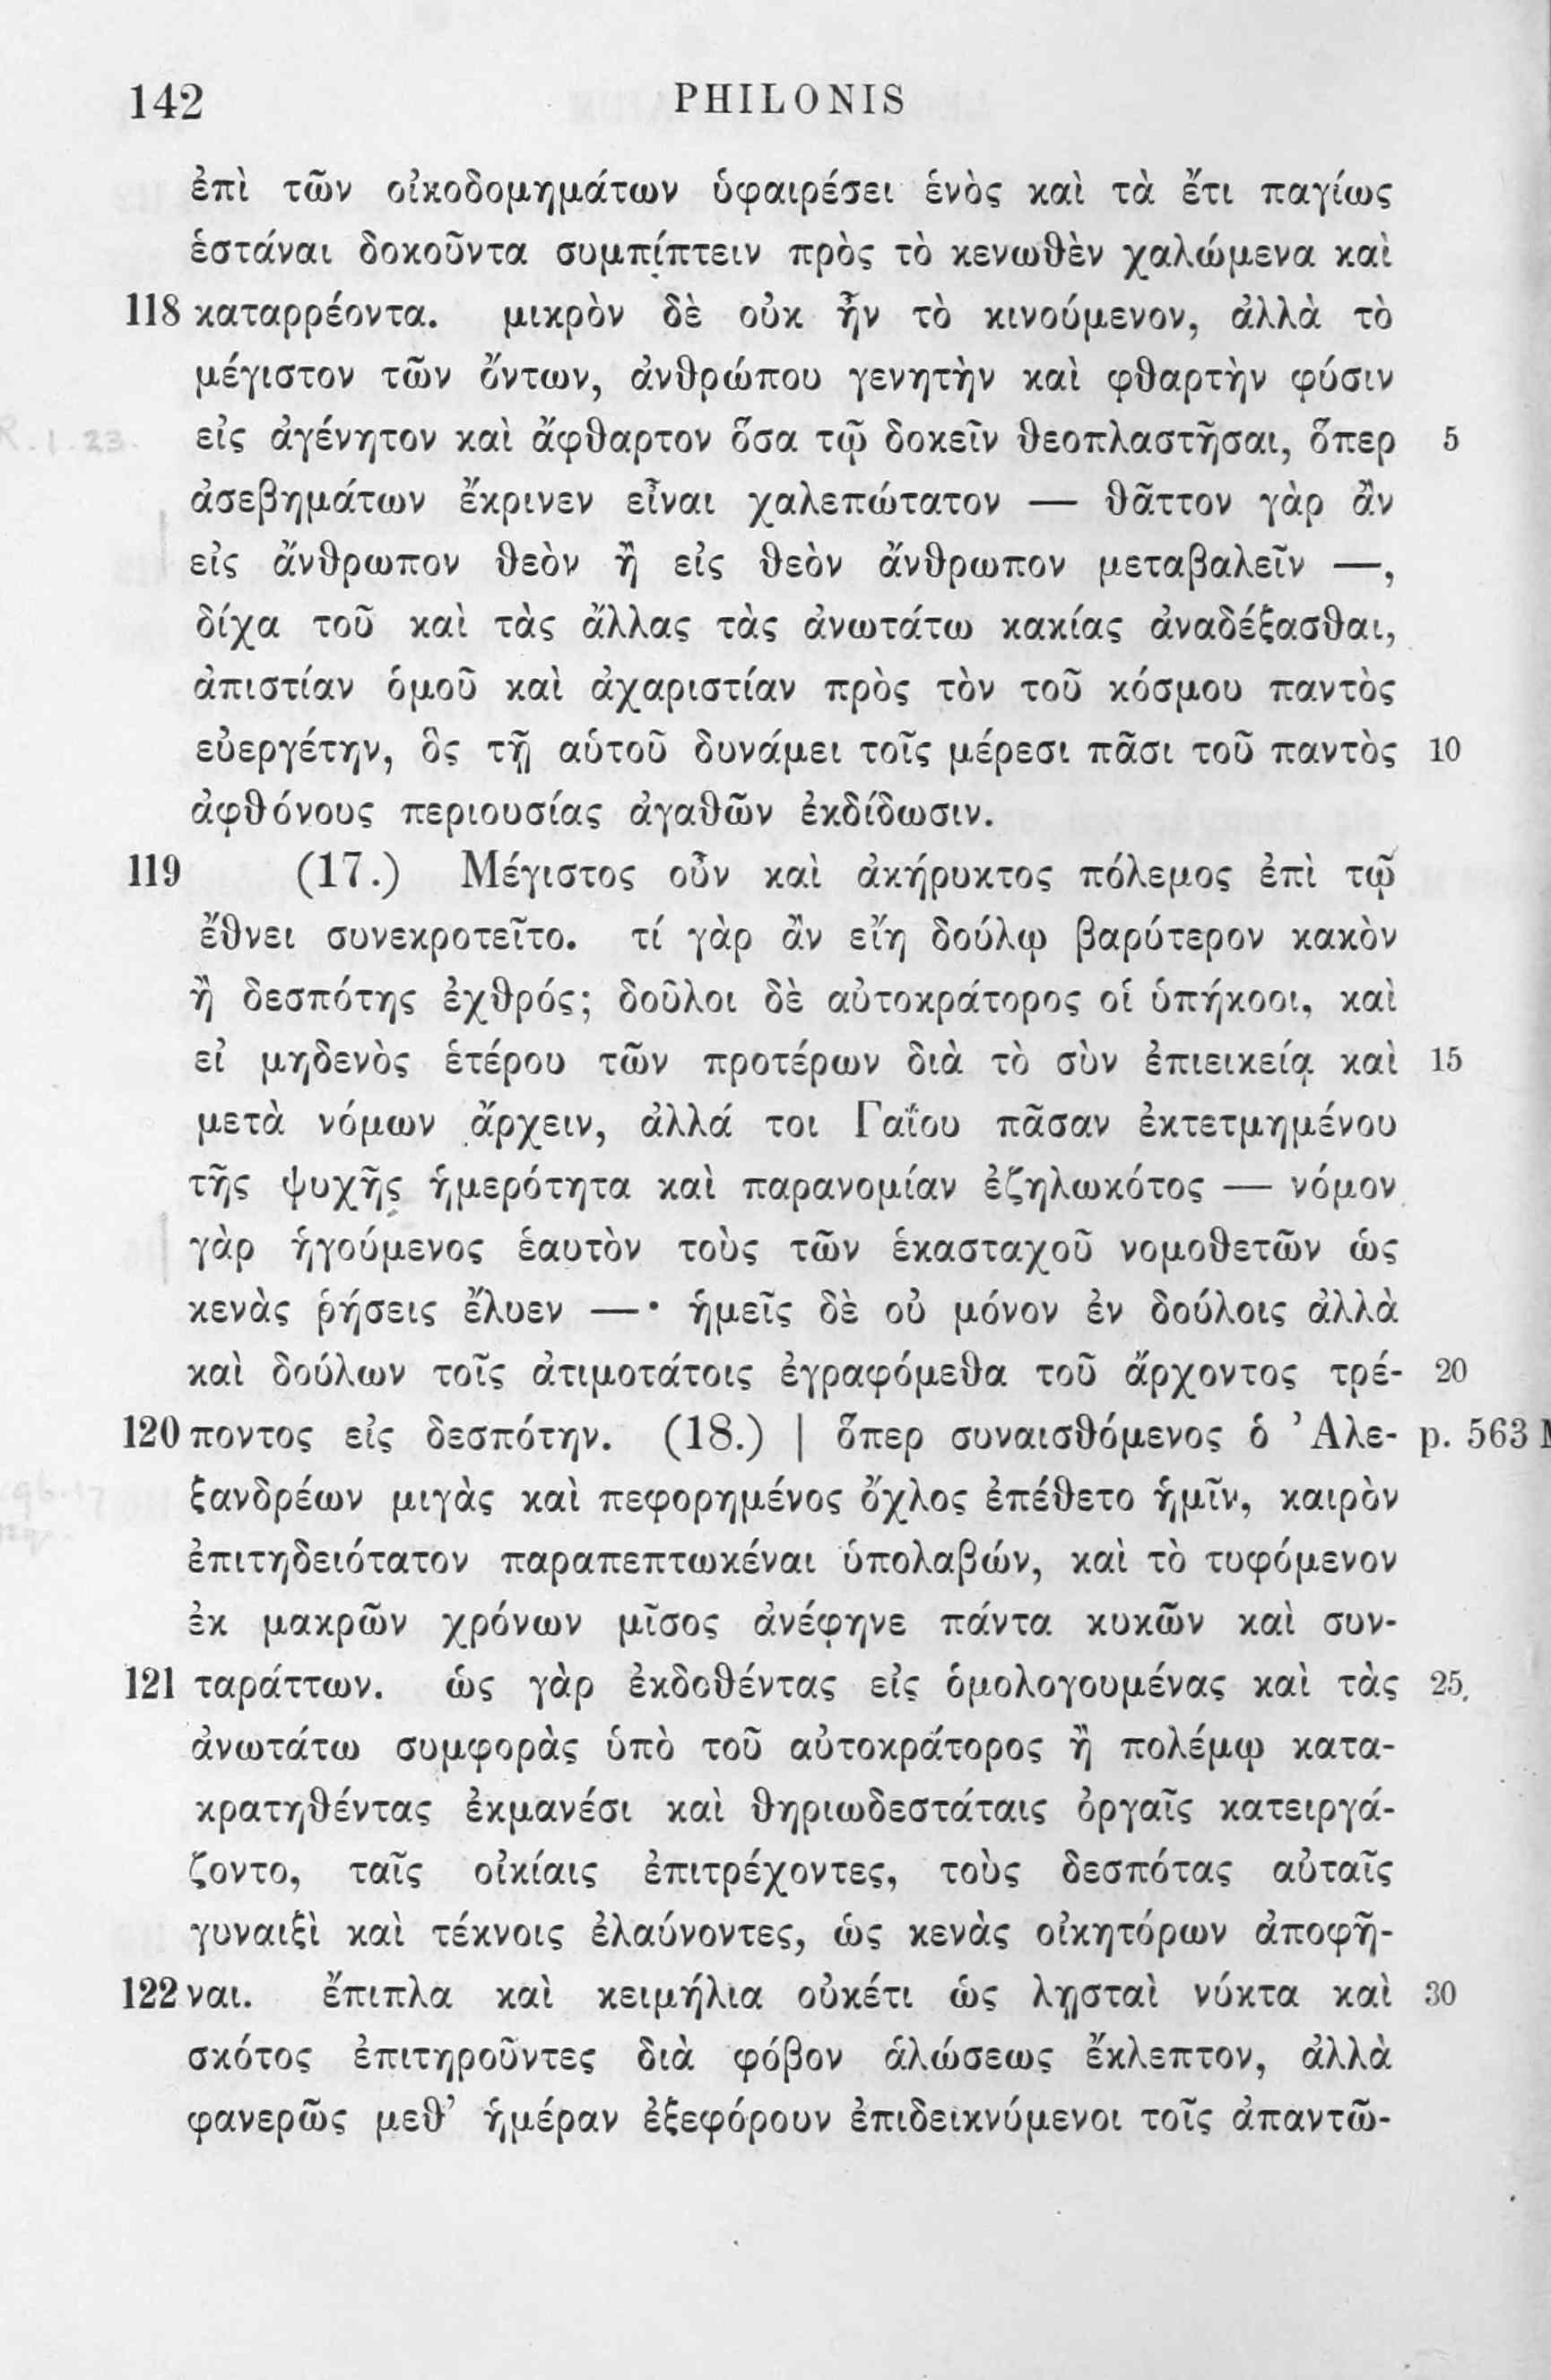 142 PHILONIS
ἐπὶ τῶν οἰκοδομημάτων ὑφαιρέσει ἑνὸς καὶ τὰ ἔτι παγίως
ἑστάναι δοκοῦντα συμπίπτειν πρὸς τὸ κενωθὲν χαλώμενα καὶ
118 καταρρέοντα. μικρὸν δὲ οὐκ ἦν τὸ κινούμενον, ἀλλὰ τὸ
μέγιστον τῶν ὄντων, ἀνθρώπου γενητὴν καὶ φθαρτὴν φύσιν
εἰς ἀγένητον καὶ ἄφθαρτον ὅσα τῷ δοκεῖν θεοπλαστῆσαι, ὅπερ 5
ἀσεβημάτων ἔκρινεν εἶναι χαλεπώτατον — θᾶττον γὰρ ἂν
εἰς ἄνθρωπον θεὸν ἢ εἰς θεὸν ἄνθρωπον μεταβαλεῖν —,
δίχα τοῦ καὶ τὰς ἄλλας τὰς ἀνωτάτω κακίας ἀναδέξασθαι,
ἀπιστίαν ὁμοῦ καὶ ἀχαριστίαν πρὸς τὸν τοῦ κόσμου παντὸς
εὐεργέτην, ὃς τῇ αὑτοῦ δυνάμει τοῖς μέρεσι πᾶσι τοῦ παντὸς 10
ἀφθόνους περιουσίας ἀγαθῶν ἐκδίδωσιν.
119 (17.) Μέγιστος οὖν καὶ ἀκήρυκτος πόλεμος ἐπὶ τῷ
ἔθνει συνεκροτεῖτο. τί γὰρ ἂν εἴη δούλῳ βαρύτερον κακὸν
ἢ δεσπότης ἐχθρός; δοῦλοι δὲ αὐτοκράτορος οἱ ὑπήκοοι, καὶ
εἰ μηδενὸς ἑτέρου τῶν προτέρων διὰ τὸ σὺν ἐπιεικείᾳ καὶ 15
μετὰ νόμων ἄρχειν, ἀλλά τοι Γαΐου πᾶσαν ἐκτετμημένου
τῆς ψυχῆς ἡμερότητα καὶ παρανομίαν ἐζηλωκότος — νόμον
γὰρ ἡγούμενος ἑαυτὸν τοὺς τῶν ἑκασταχοῦ νομοθετῶν ὡς
κενὰς ῥήσεις ἔλυεν —· ἡμεῖς δὲ οὐ μόνον ἐν δούλοις ἀλλὰ
καὶ δούλων τοῖς ἀτιμοτάτοις ἐγραφόμεθα τοῦ ἄρχοντος τρέ- 20
120 ποντος εἰς δεσπότην. (18.) | ὅπερ συναισθόμενος ὁ Ἀλε- p. 563
ξανδρέων μιγὰς καὶ πεφορημένος ὄχλος ἐπέθετο ἡμῖν, καιρὸν
ἐπιτηδειότατον παραπεπτωκέναι ὑπολαβών, καὶ τὸ τυφόμενον
ἐκ μακρῶν χρόνων μῖσος ἀνέφηνε πάντα κυκῶν καὶ συν-
121 ταράττων. ὡς γὰρ ἐκδοθέντας εἰς ὁμολογουμένας καὶ τὰς 25
ἀνωτάτω συμφορὰς ὑπὸ τοῦ αὐτοκράτορος ἢ πολέμῳ κατα-
κρατηθέντας ἐκμανέσι καὶ θηριωδεστάταις ὀργαῖς κατειργά-
ζοντο, ταῖς οἰκίαις ἐπιτρέχοντες, τοὺς δεσπότας αὐταῖς
γυναιξὶ καὶ τέκνοις ἐλαύνοντες, ὡς κενὰς οἰκητόρων ἀποφῆ-
122 ναι. ἔπιπλα καὶ κειμήλια οὐκέτι ὡς λῃσταὶ νύκτα καὶ 30
σκότος ἐπιτηροῦντες διὰ φόβον ἁλώσεως ἔκλεπτον, ἀλλὰ
φανερῶς μεθ’ ἡμέραν ἐξεφόρουν ἐπιδεικνύμενοι τοῖς ἀπαντῶ-